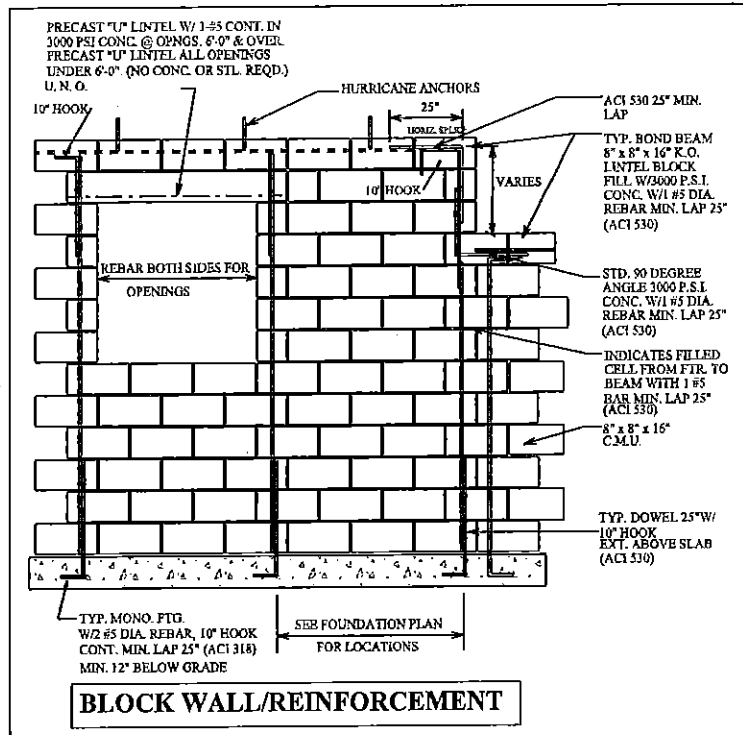 PRECAST "U" LINTEL W/ 1-#5 CONT. IN
3000 PSI CONC. @ OPNGS. 6'-0" & OVER.
PRECAST "U" LINTEL ALL OPENINGS
UNDER 6'-0". (NO CONC. OR STL. REQD.)
U. N. O.
10" HOOK
HURRICANE ANCHORS
25"
HORIZ. SPLICE
ACI 530 25" MIN.
LAP
TYP. BOND BEAM
8" x 8" x 16" K.O.
LINTEL BLOCK
FILL W/3000 P.S.I.
CONC. W/1 #5 DIA.
REBAR MIN. LAP 25"
(ACI 530)
10" HOOK
VARIES
REBAR BOTH SIDES FOR
OPENINGS
STD. 90 DEGREE
ANGLE 3000 P.S.I.
CONC. W/1 #5 DIA.
REBAR MIN. LAP 25"
(ACI 530)
INDICATES FILLED
CELL FROM FTR. TO
BEAM WITH 1 #5
BAR MIN. LAP 25"
(ACI 530)
8" x 8" x 16"
C.M.U.
TYP. DOWEL 25"W/
10" HOOK
EXT. ABOVE SLAB
(ACI 530)
TYP. MONO. FTG.
W/2 #5 DIA. REBAR, 10" HOOK
CONT. MIN. LAP 25" (ACI 318)
MIN. 12" BELOW GRADE
SEE FOUNDATION PLAN
FOR LOCATIONS
BLOCK WALL/REINFORCEMENT